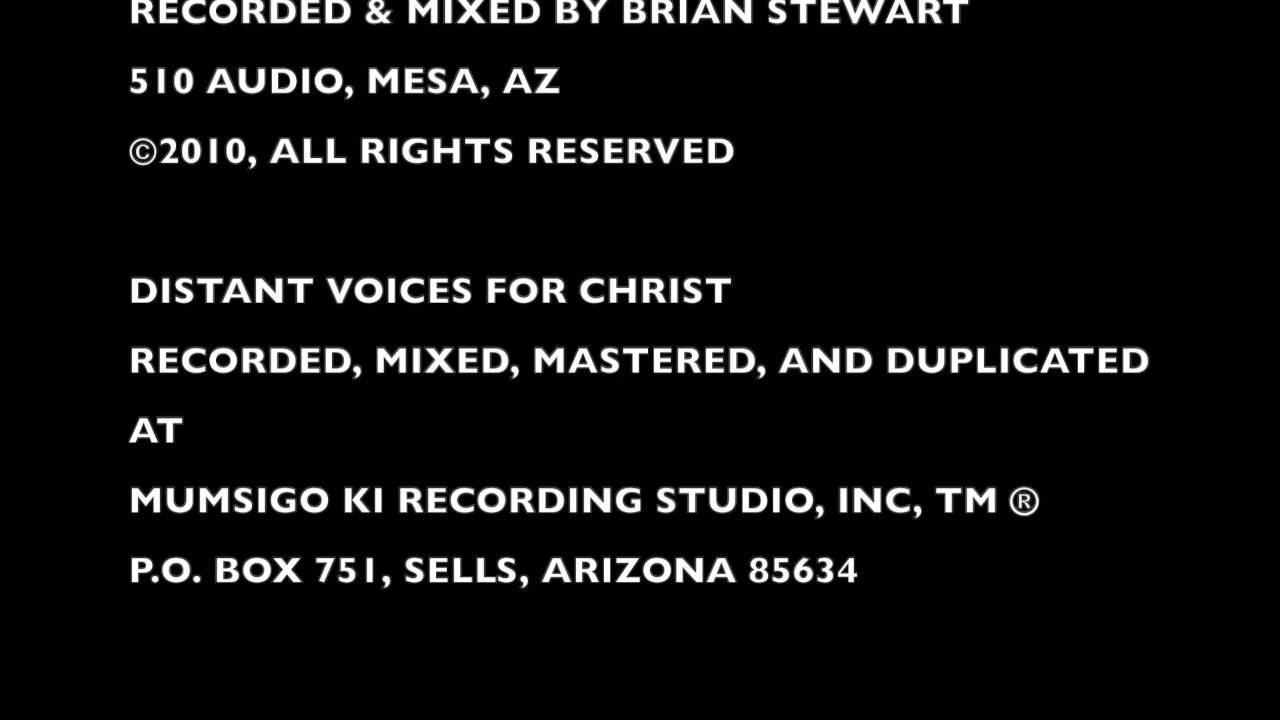 RECORDED & MIXED BY BRIAN STEWART
510 AUDIO, MESA, AZ
©2010, ALL RIGHTS RESERVED
DISTANT VOICES FOR CHRIST
RECORDED, MIXED, MASTERED, AND DUPLICATED
AT
MUMSIGO KI RECORDING STUDIO, INC, TM ®
P.O. BOX 751, SELLS, ARIZONA 85634